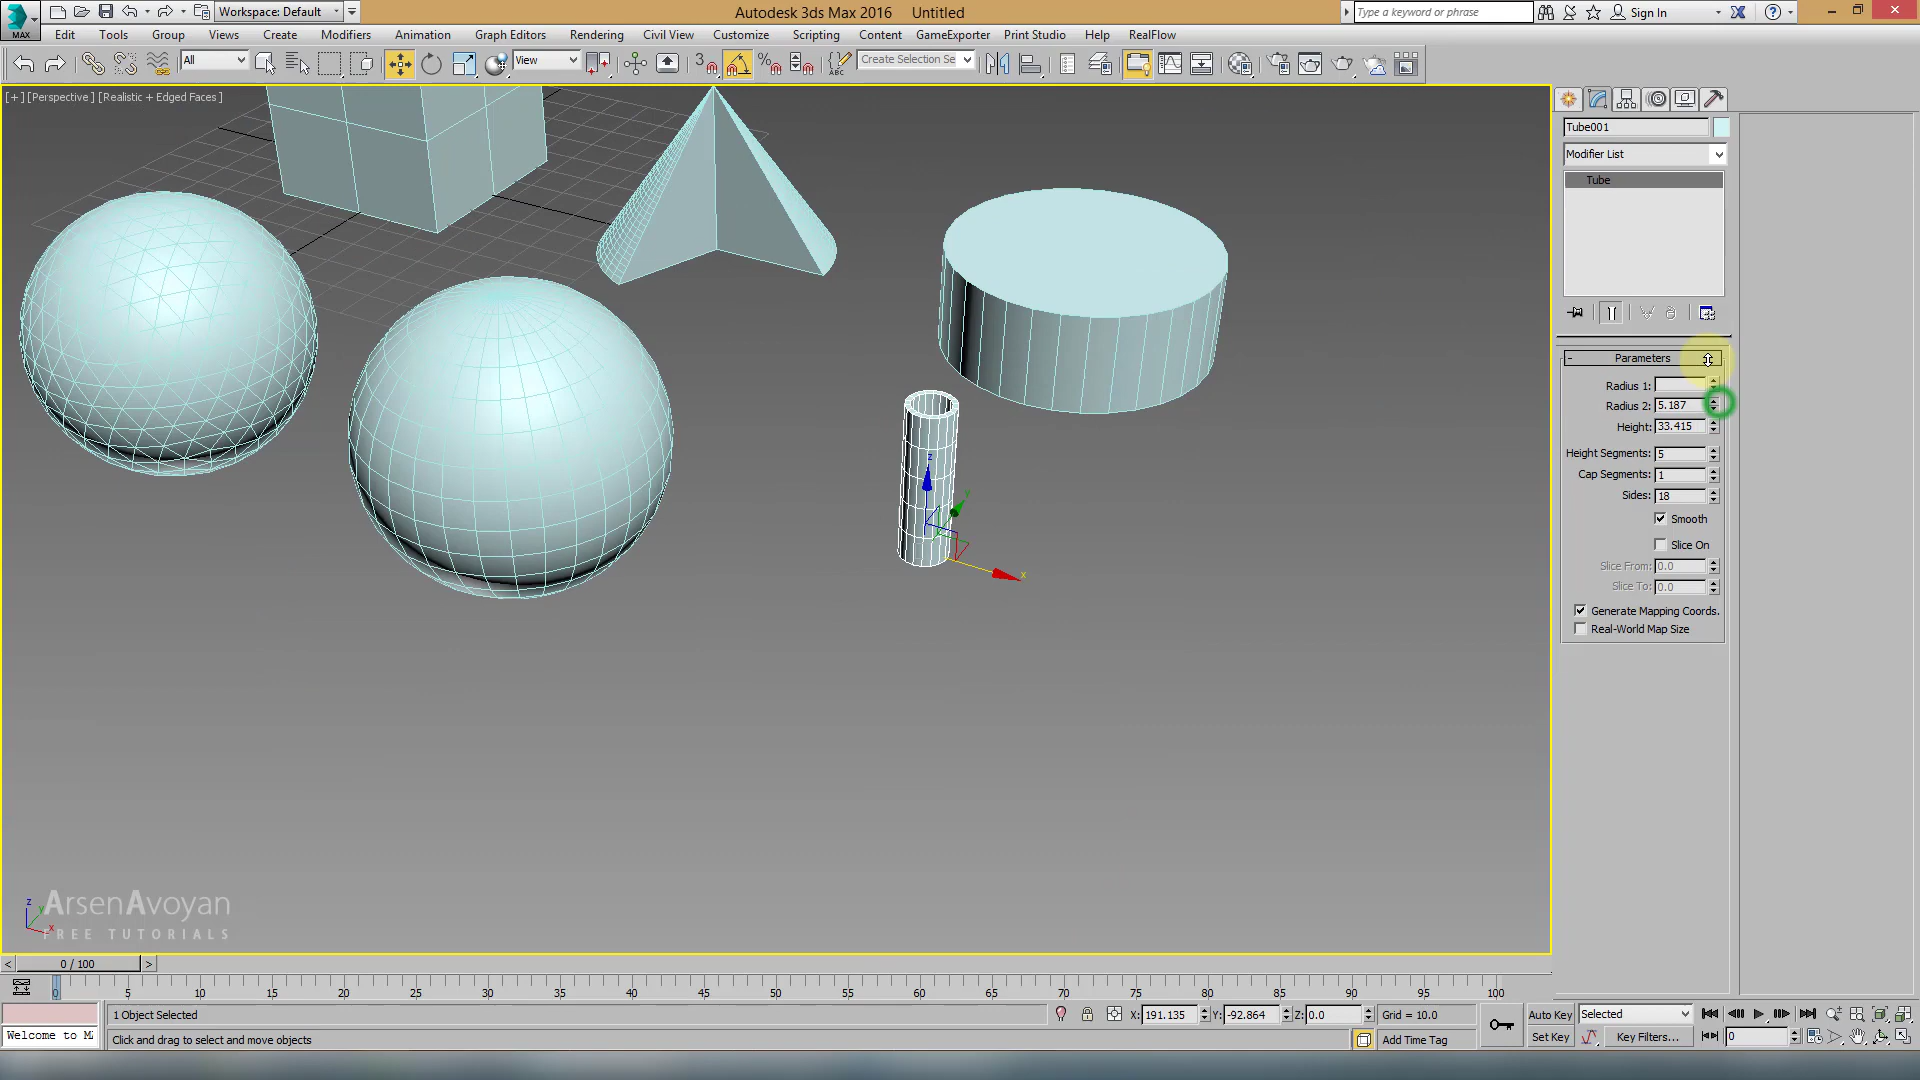 MAX
Workspace: Default
Autodesk 3ds Max 2016 Untitled
Type a keyword or phrase
Sign In
Edit Tools Group Views Create Modifiers Animation Graph Editors Rendering Civil View Customize Scripting Content GameExporter Print Studio Help RealFlow
All View 3 ABC Create Selection Se
[+] [Perspective] [Realistic + Edged Faces]
Tube001
Modifier List
Tube
Parameters
Radius 1:
Radius 2: 5.187
Height: 33.415
Height Segments: 5
Cap Segments: 1
Sides: 18
Smooth
Slice On
Slice From: 0.0
Slice To: 0.0
Generate Mapping Coords.
Real-World Map Size
z
y
x
z
y
x
ArsenAvoyan
FREE TUTORIALS
< 0 / 100 >
0 5 10 15 20 25 30 35 40 45 50 55 60 65 70 75 80 85 90 95 100
1 Object Selected X: 191.135 Y: -92.864 Z: 0.0 Grid = 10.0 Auto Key Selected
Welcome to M Click and drag to select and move objects Add Time Tag Set Key Key Filters... 0